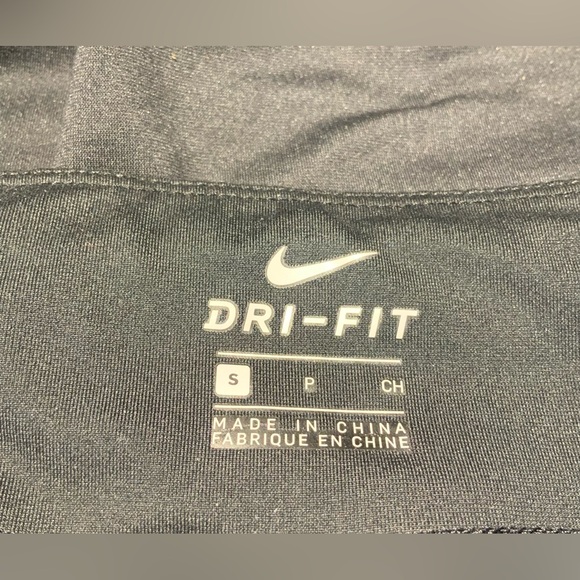 DRI-FIT
S P CH
MADE IN CHINA
FABRIQUE EN CHINE